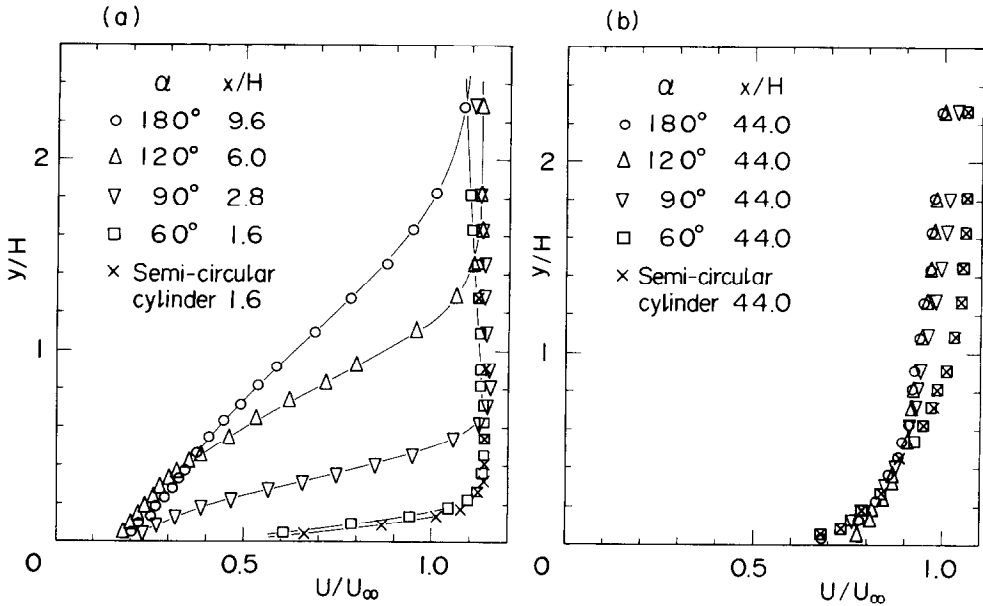 (a)
α x/H
○ 180° 9.6
△ 120° 6.0
▽ 90° 2.8
□ 60° 1.6
× Semi-circular
cylinder 1.6
y/H
2
1
0
0.5
1.0
U/U∞
(b)
α x/H
○ 180° 44.0
△ 120° 44.0
▽ 90° 44.0
□ 60° 44.0
× Semi-circular
cylinder 44.0
y/H
2
1
0
0.5
1.0
U/U∞